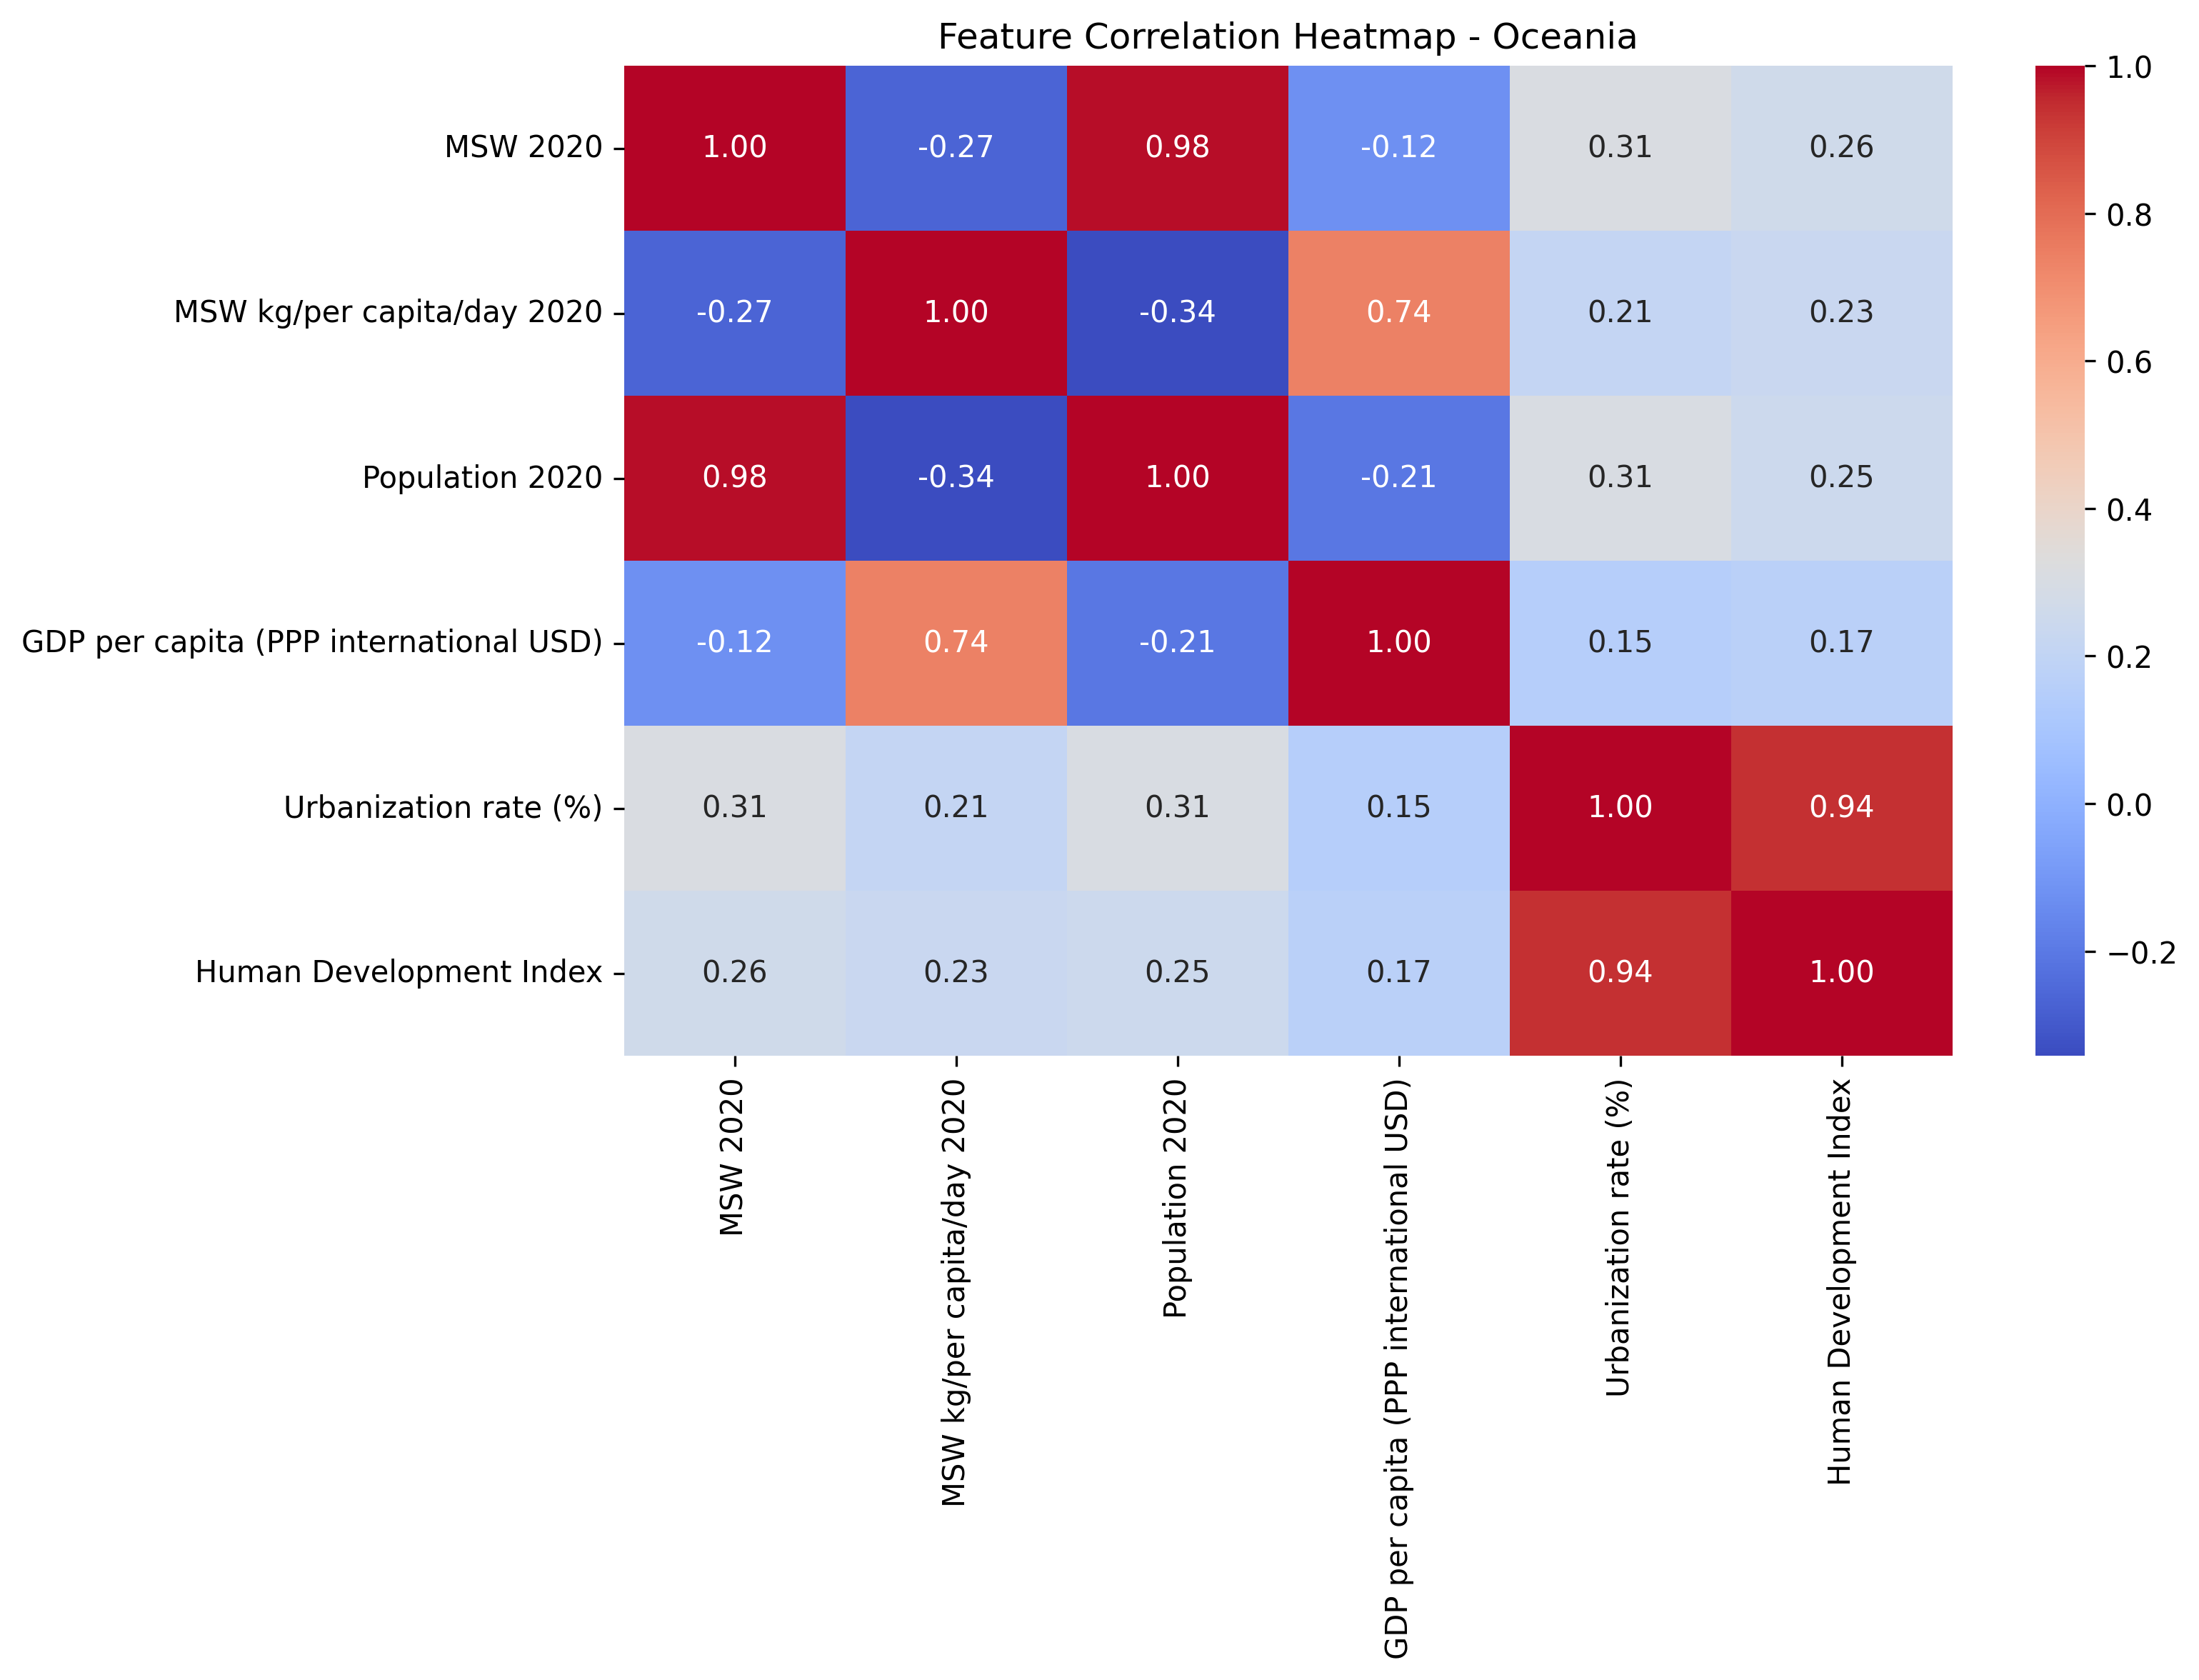 Feature Correlation Heatmap - Oceania
MSW 2020 1.00 -0.27 0.98 -0.12 0.31 0.26
MSW kg/per capita/day 2020 -0.27 1.00 -0.34 0.74 0.21 0.23
Population 2020 0.98 -0.34 1.00 -0.21 0.31 0.25
GDP per capita (PPP international USD) -0.12 0.74 -0.21 1.00 0.15 0.17
Urbanization rate (%) 0.31 0.21 0.31 0.15 1.00 0.94
Human Development Index 0.26 0.23 0.25 0.17 0.94 1.00
MSW 2020
MSW kg/per capita/day 2020
Population 2020
GDP per capita (PPP international USD)
Urbanization rate (%)
Human Development Index
1.0
0.8
0.6
0.4
0.2
0.0
−0.2